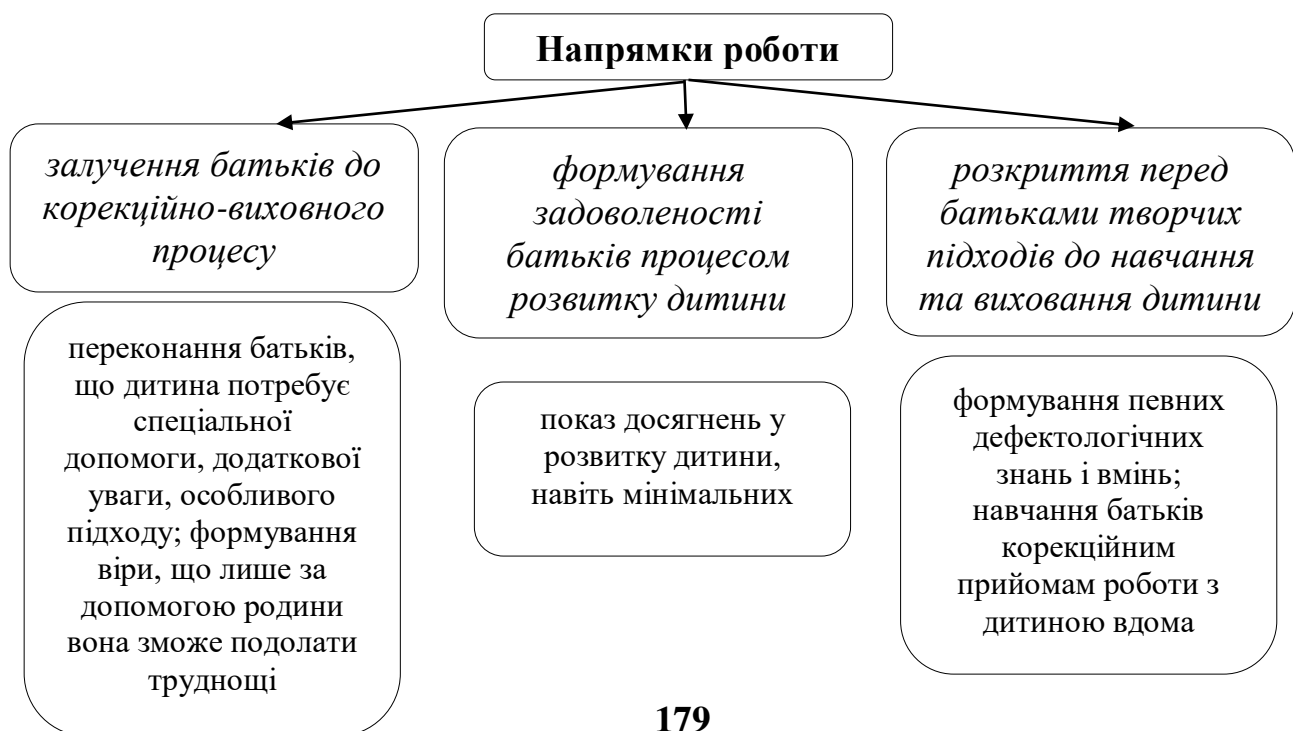 Напрямки роботи
залучення батьків до
корекційно-виховного
процесу
формування
задоволеності
батьків процесом
розвитку дитини
розкриття перед
батьками творчих
підходів до навчання
та виховання дитини
переконання батьків,
що дитина потребує
спеціальної
допомоги, додаткової
уваги, особливого
підходу; формування
віри, що лише за
допомогою родини
вона зможе подолати
труднощі
показ досягнень у
розвитку дитини,
навіть мінімальних
формування певних
дефектологічних
знань і вмінь;
навчання батьків
корекційним
прийомам роботи з
дитиною вдома
179